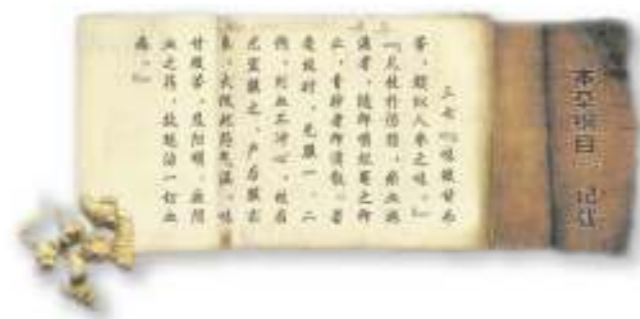 本草纲目 记载
三七『味微甘而
苦,颇似人参之味。』
『凡杖扑伤损,瘀血淋
漓者,随即嚼烂罨之即
止,青肿者即消散。若
受杖时,先服一、二
钱,则血不冲心,杖后
尤宜服之,产后服亦
良,大抵此药气温,味
甘微苦,乃阳明、厥阴
血之药,故能治一切血
病。』